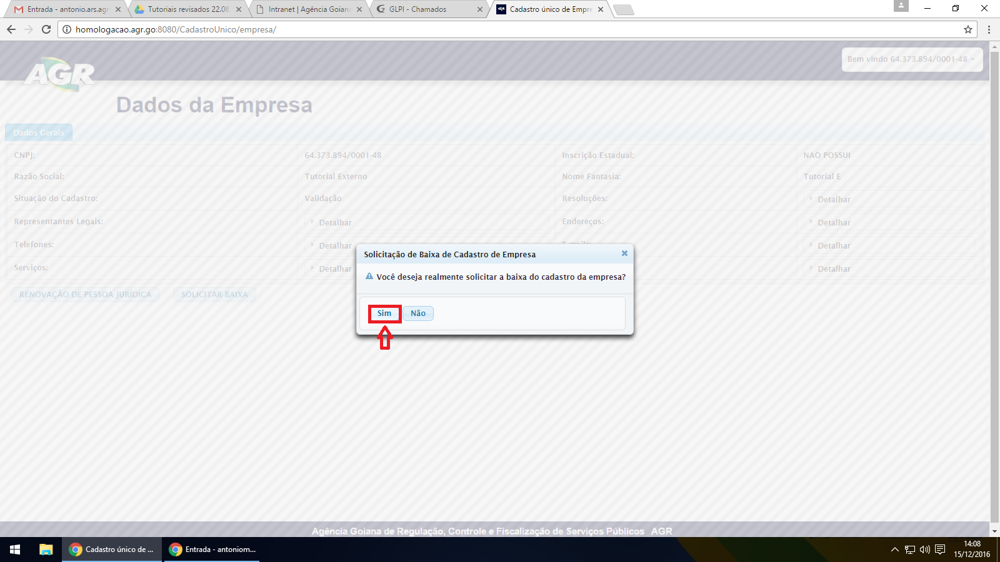 Entrada - antonio.ars.agr
Tutoriais revisados 22.08
Intranet | Agência Goiana
GLPI - Chamados
Cadastro único de Empre
homologacao.agr.go:8080/CadastroUnico/empresa/
AGR
Bem vindo 64.373.894/0001-48
Dados da Empresa
Dados Gerais
CNPJ: 64.373.894/0001-48 Inscrição Estadual: NAO POSSUI
Razão Social: Tutorial Externo Nome Fantasia: Tutorial E
Situação do Cadastro: Validação Resoluções: Detalhar
Representantes Legais: Detalhar Endereços: Detalhar
Telefones: Detalhar Detalhar
Serviços: Detalhar Detalhar
RENOVAÇÃO DE PESSOA JURÍDICA SOLICITAR BAIXA
Solicitação de Baixa de Cadastro de Empresa
Você deseja realmente solicitar a baixa do cadastro da empresa?
Sim Não
Agência Goiana de Regulação, Controle e Fiscalização de Serviços Públicos AGR
Cadastro único de ...
Entrada - antoniom...
14:08
15/12/2016